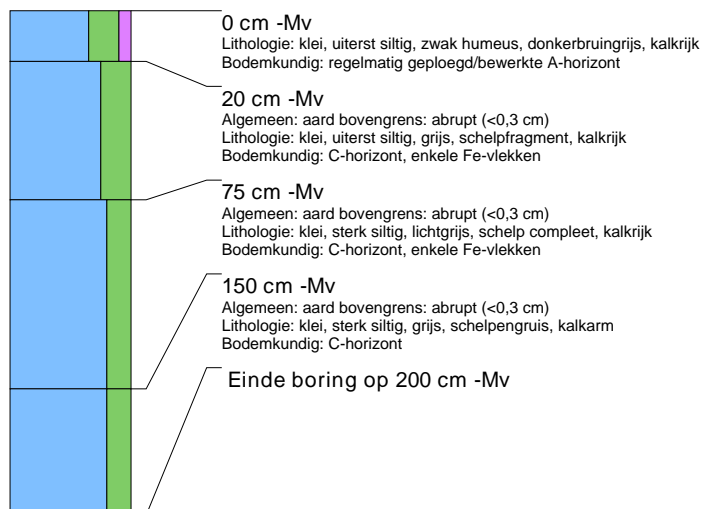 0 cm -Mv
Lithologie: klei, uiterst siltig, zwak humeus, donkerbruingrijs, kalkrijk
Bodemkundig: regelmatig geploegd/bewerkte A-horizont
20 cm -Mv
Algemeen: aard bovengrens: abrupt (<0,3 cm)
Lithologie: klei, uiterst siltig, grijs, schelpfragment, kalkrijk
Bodemkundig: C-horizont, enkele Fe-vlekken
75 cm -Mv
Algemeen: aard bovengrens: abrupt (<0,3 cm)
Lithologie: klei, sterk siltig, lichtgrijs, schelp compleet, kalkrijk
Bodemkundig: C-horizont, enkele Fe-vlekken
150 cm -Mv
Algemeen: aard bovengrens: abrupt (<0,3 cm)
Lithologie: klei, sterk siltig, grijs, schelpengruis, kalkarm
Bodemkundig: C-horizont
Einde boring op 200 cm -Mv